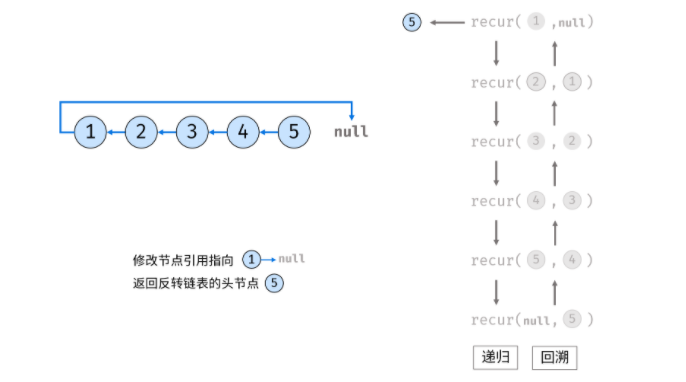 5 recur( 1 ,null)
recur( 2 , 1 )
1 2 3 4 5 null
recur( 3 , 2 )
recur( 4 , 3 )
修改节点引用指向 1 null
recur( 5 , 4 )
返回反转链表的头节点 5
recur(null, 5 )
递归 回溯